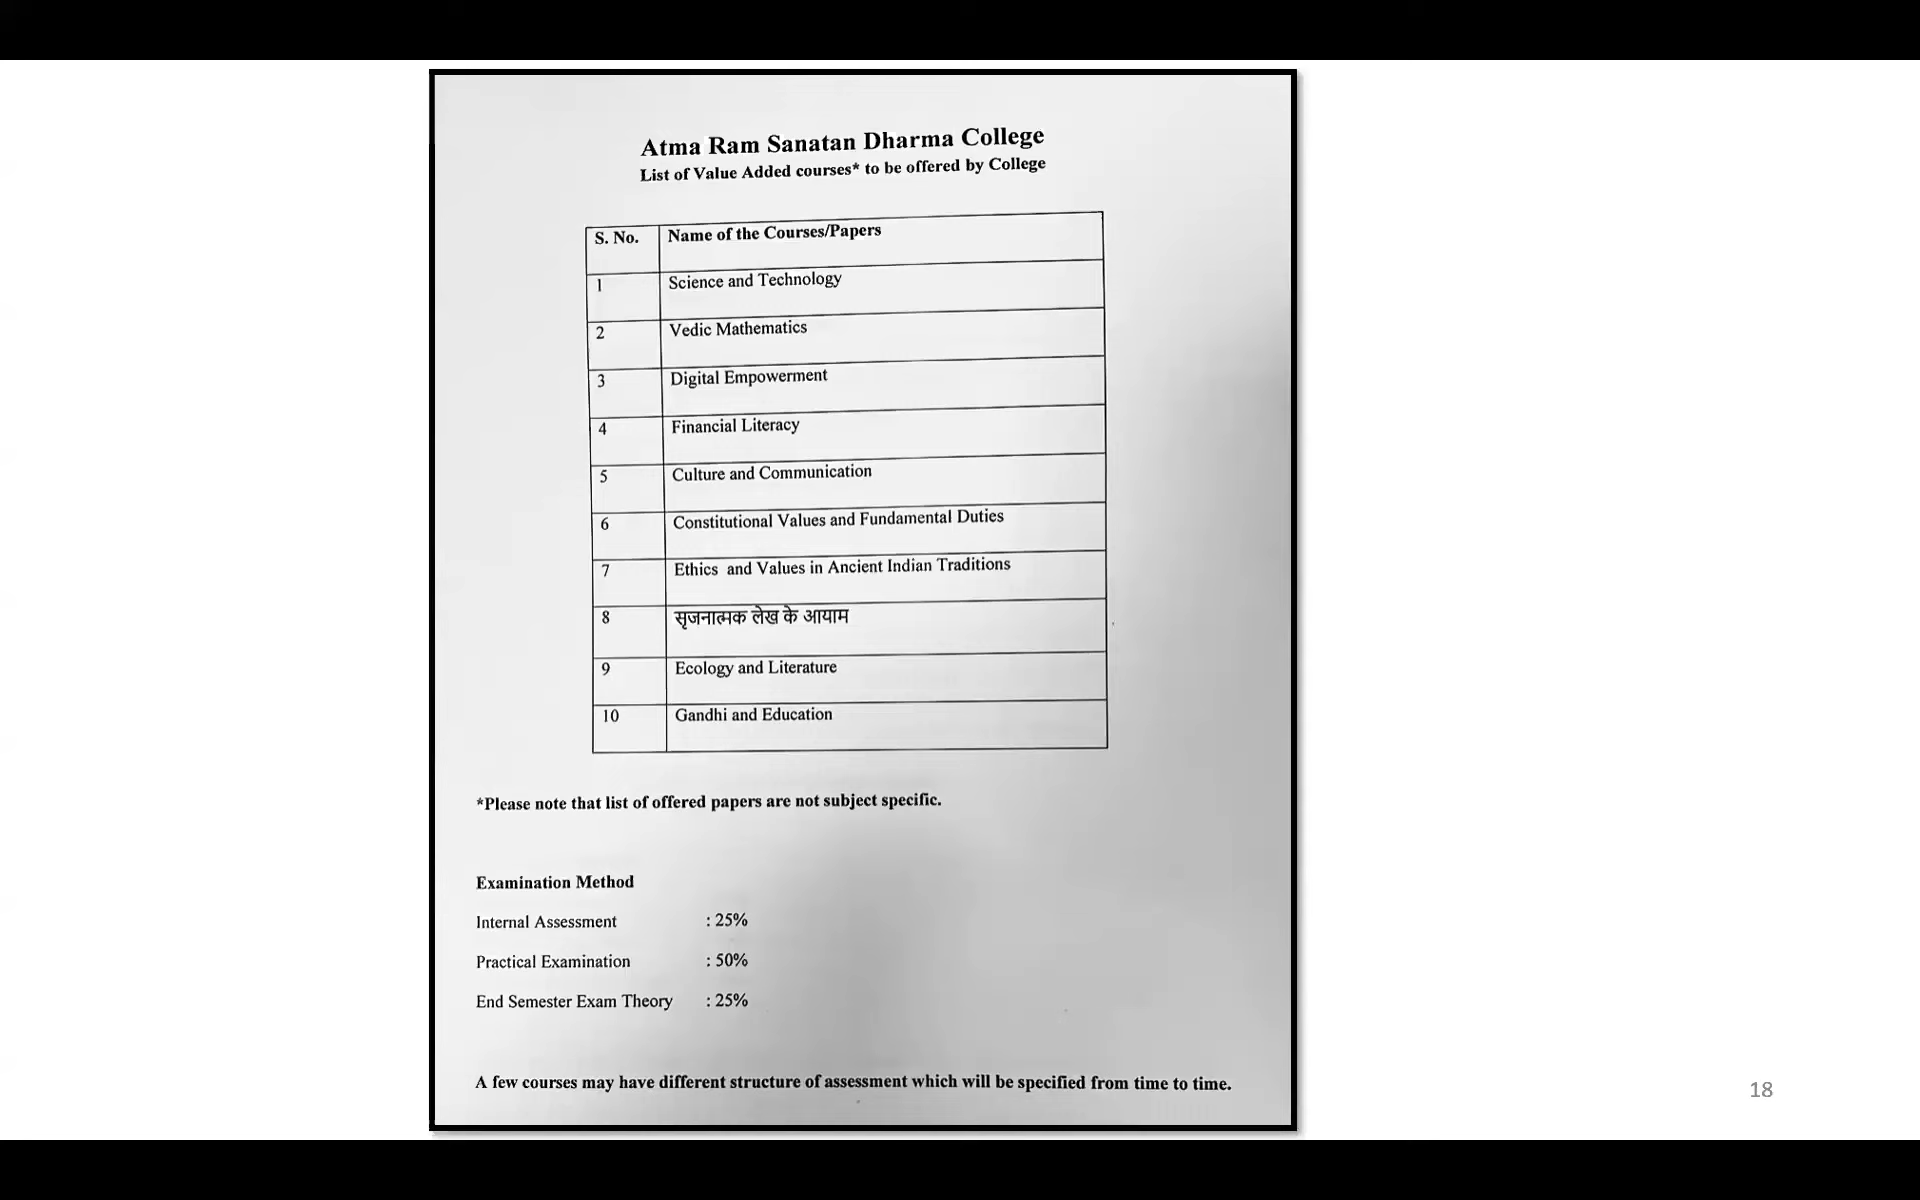 Atma Ram Sanatan Dharma College
List of Value Added courses* to be offered by College
S. No. Name of the Courses/Papers
1 Science and Technology
2 Vedic Mathematics
3 Digital Empowerment
4 Financial Literacy
5 Culture and Communication
6 Constitutional Values and Fundamental Duties
7 Ethics and Values in Ancient Indian Traditions
8 सृजनात्मक लेख के आयाम
9 Ecology and Literature
10 Gandhi and Education
*Please note that list of offered papers are not subject specific.
Examination Method
Internal Assessment : 25%
Practical Examination : 50%
End Semester Exam Theory : 25%
A few courses may have different structure of assessment which will be specified from time to time.
18